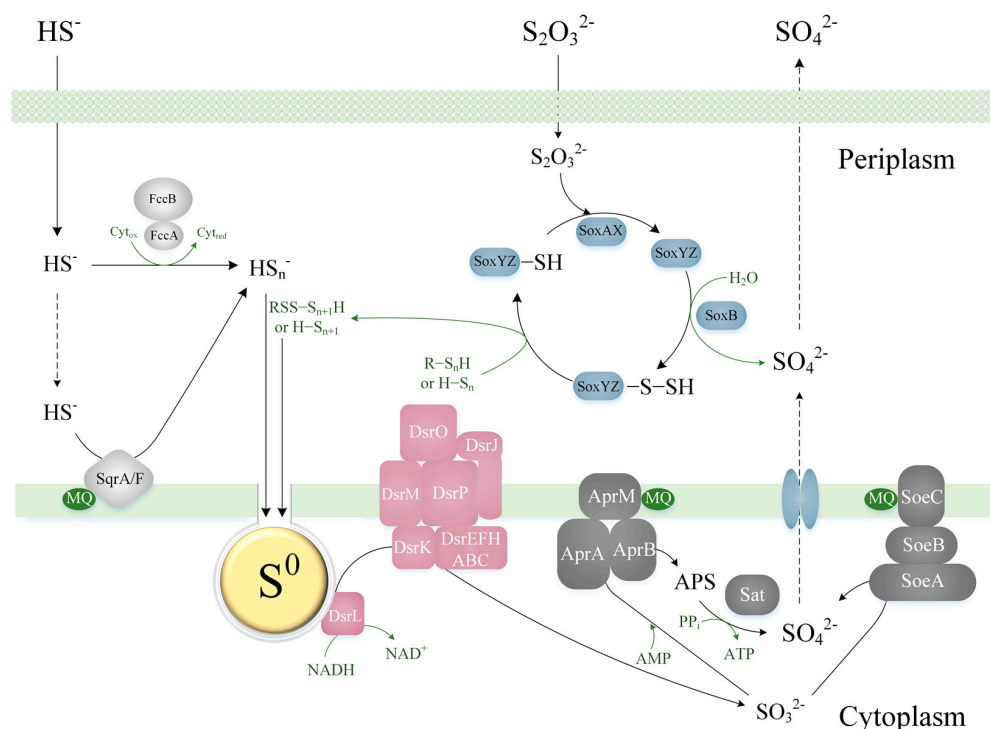 HS⁻
S₂O₃²⁻
SO₄²⁻
Periplasm
S₂O₃²⁻
FccB
FccA
Cytₒₓ
Cyt_red
SoxAX
HS⁻
HSₙ⁻
SoxYZ
–SH
SoxYZ
H₂O
RSS–Sₙ₊₁H
or H–Sₙ₊₁
SoxB
SO₄²⁻
R–SₙH
or H–Sₙ
SoxYZ
–S–SH
HS⁻
DsrO
DsrJ
SqrA/F
MQ
DsrM
DsrP
AprM
MQ
MQ
SoeC
DsrK
DsrEFH
ABC
AprA
AprB
SoeB
S⁰
APS
Sat
SoeA
DsrL
PPᵢ
SO₄²⁻
NADH
NAD⁺
AMP
ATP
SO₃²⁻
Cytoplasm